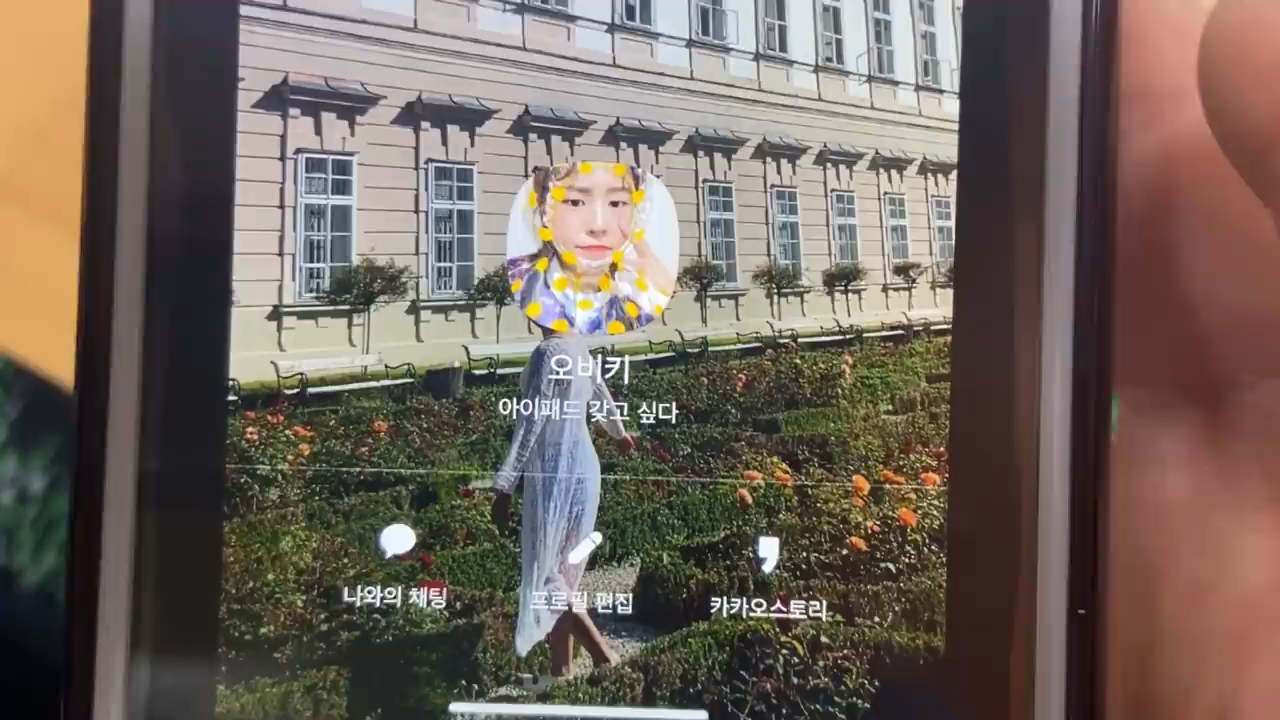 오비키
아이패드 갖고 싶다
나와의 채팅
프로필 편집
카카오스토리